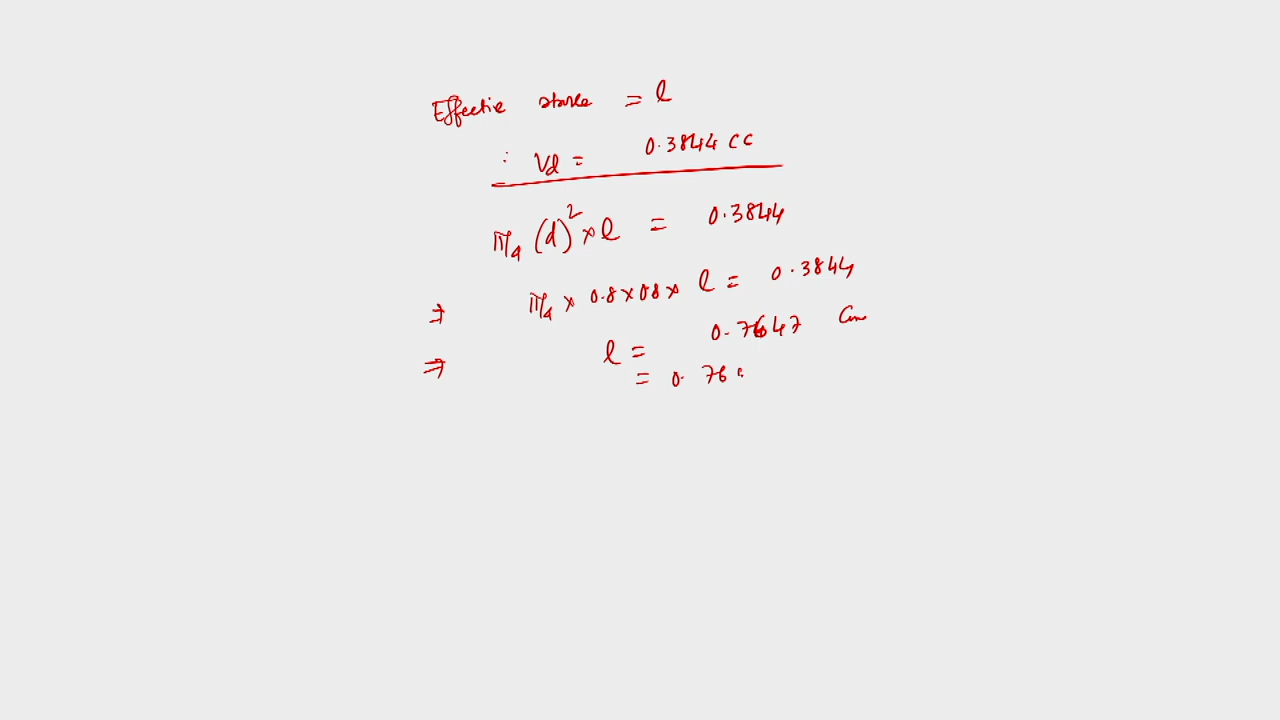 Effective stroke = l
∴ Vd = 0.3844 cc
π/4 (d)² × l = 0.3844
⇒ π/4 × 0.8 × 0.8 × l = 0.3844
⇒ l = 0.7647 cm
= 0.76